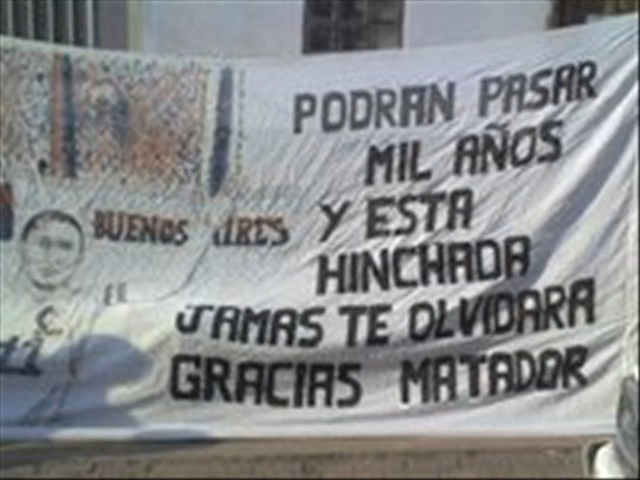 PODRAN PASAR
MIL AÑOS
BUENOS AIRES
Y ESTA
HINCHADA
JAMAS TE OLVIDARA
GRACIAS MATADOR